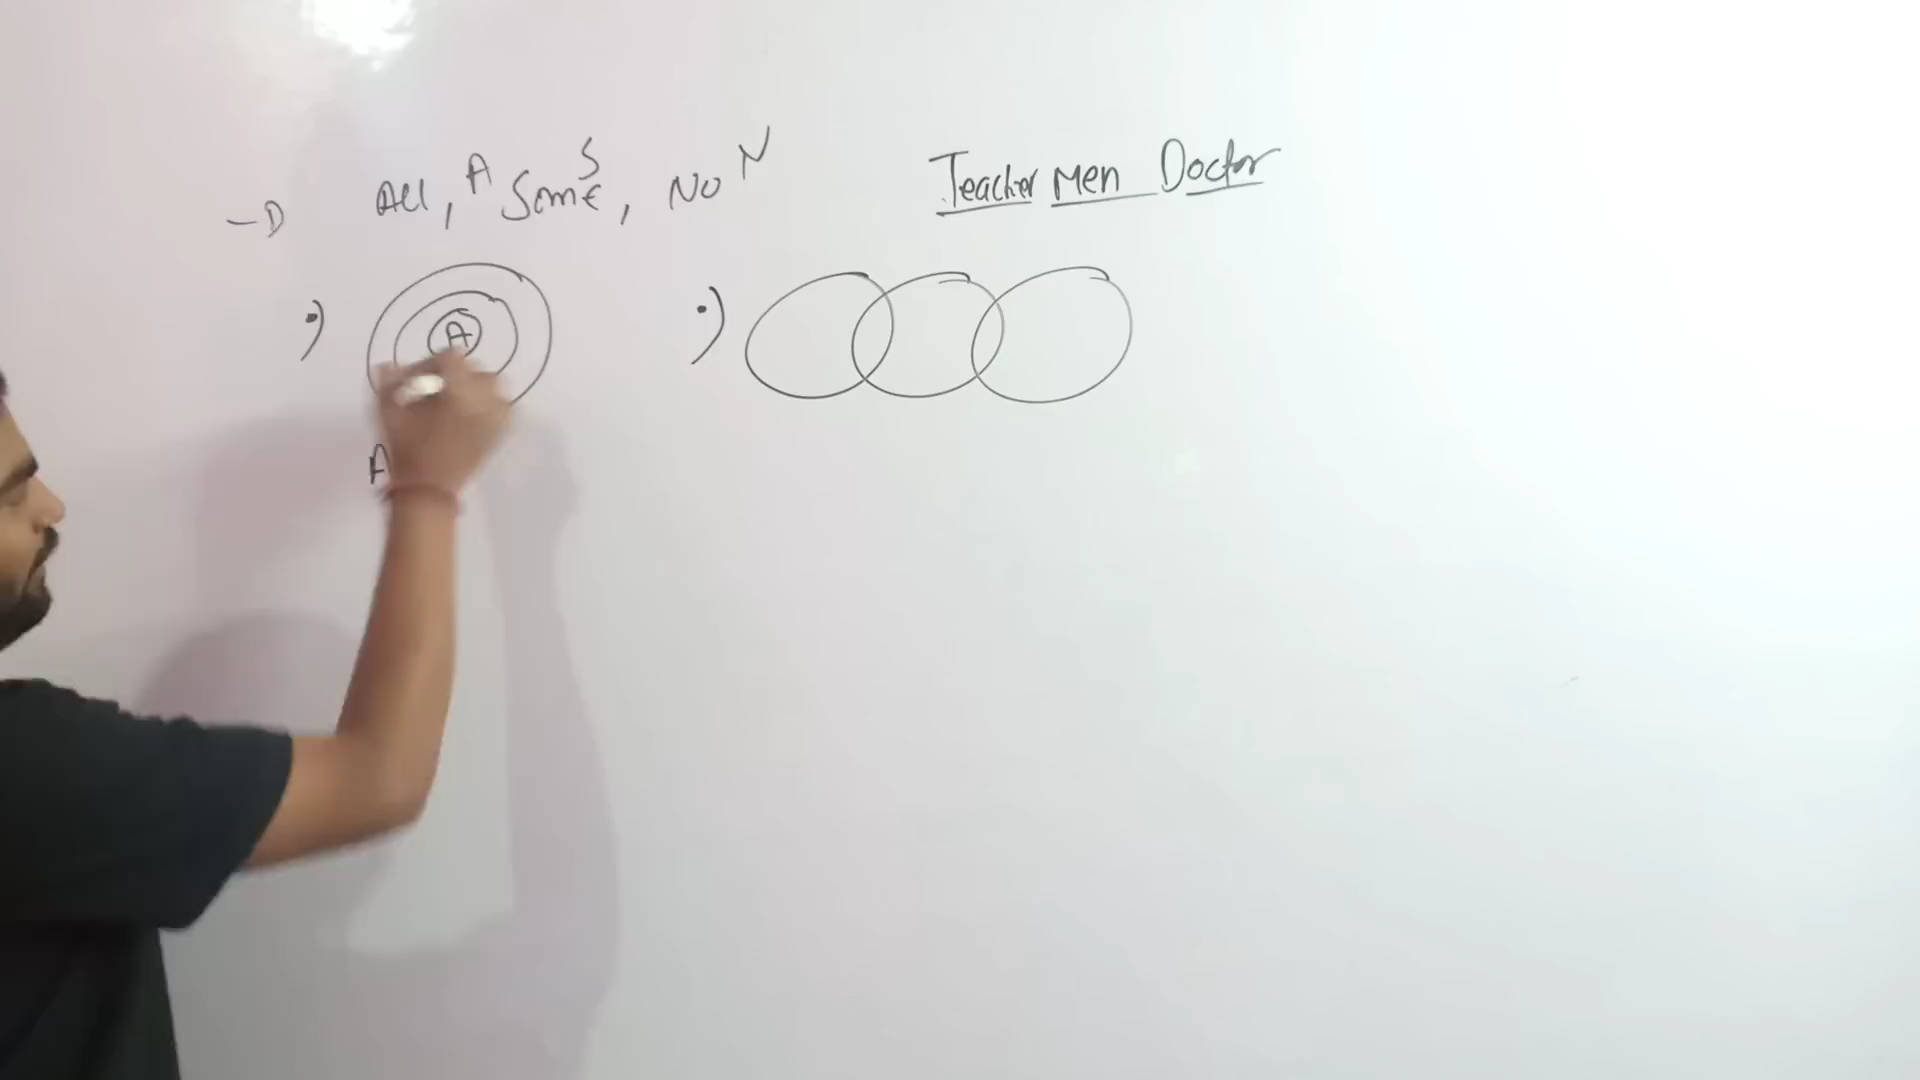 -D All, A Some S, No N
Teacher Men Doctor
A
A